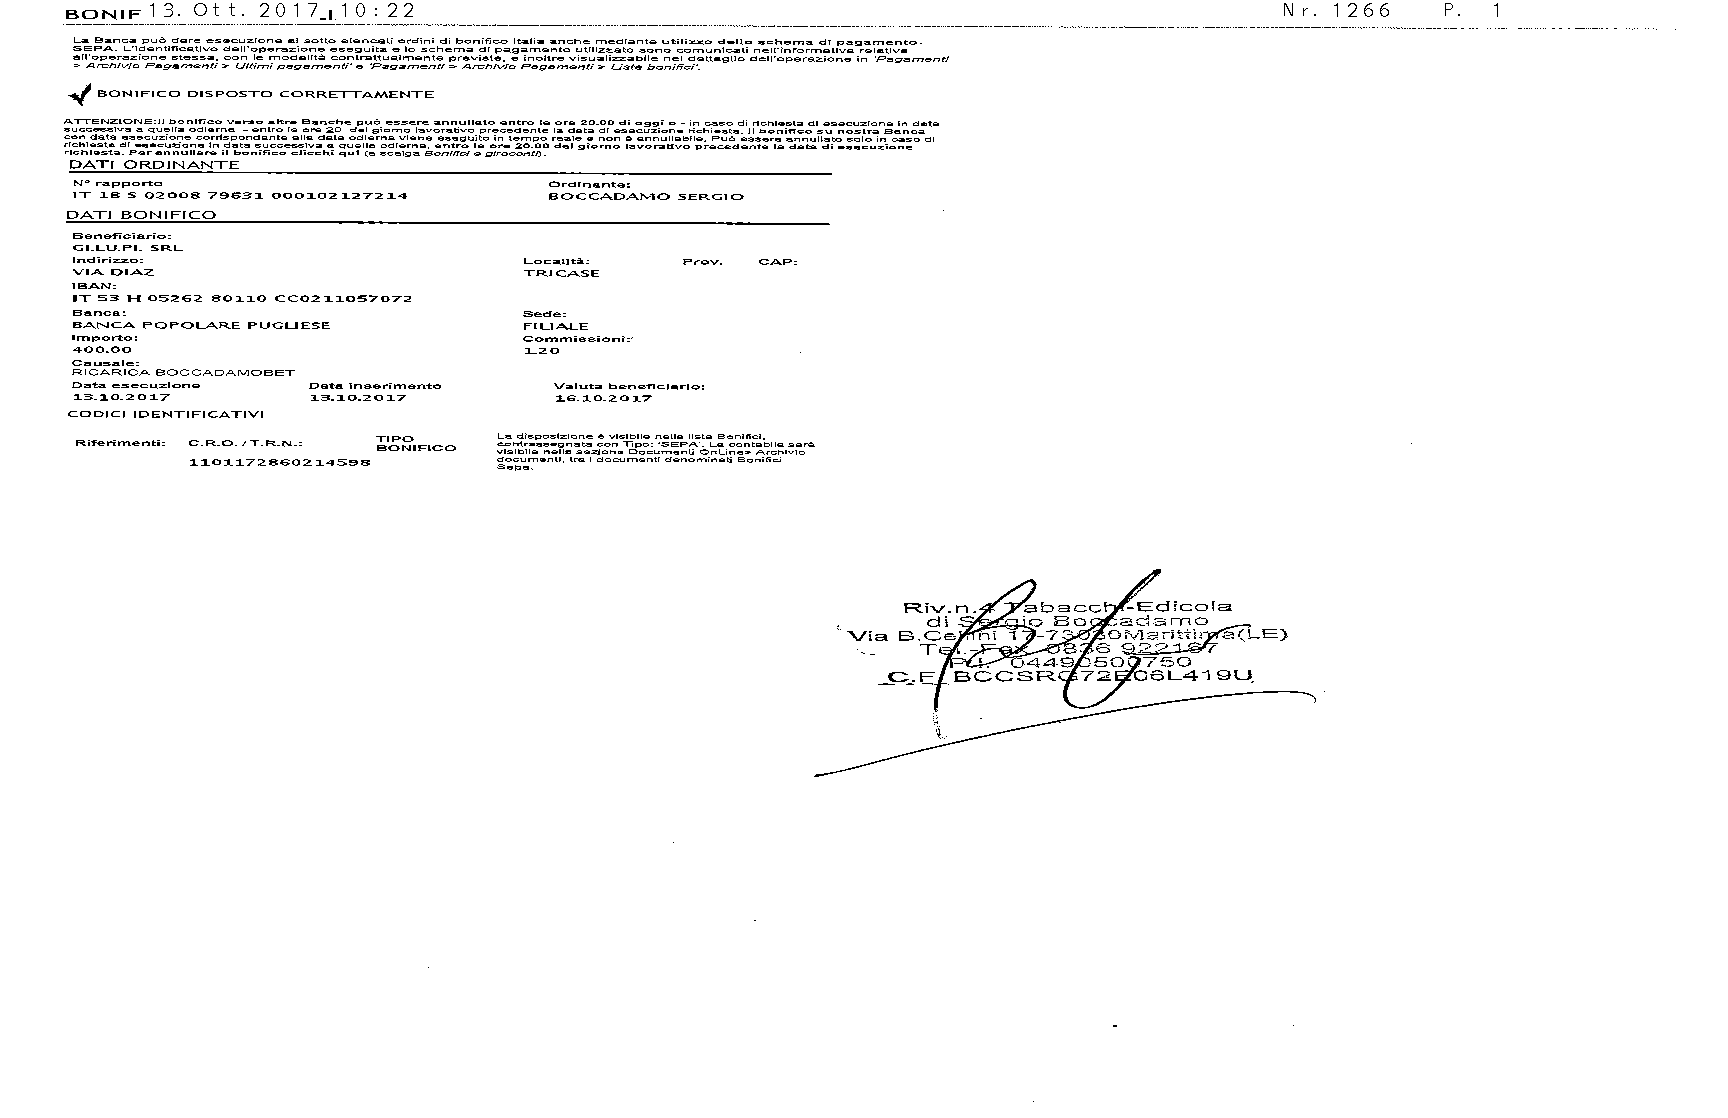 BONIF 13. Ott. 2017 10:22 Nr. 1266 P. 1
La Banca può dare esecuzione ai sotto elencati ordini di bonifico Italia anche mediante utilizzo dello schema di pagamento
SEPA. L'identificativo dell'operazione eseguita e lo schema di pagamento utilizzato sono comunicati nell'informativa relativa
all'operazione stessa, con le modalità contrattualmente previste, e inoltre visualizzabile nel dettaglio dell'operazione in 'Pagamenti
> Archivio Pagamenti > Ultimi pagamenti' e 'Pagamenti > Archivio Pagamenti > Lista bonifici'.
BONIFICO DISPOSTO CORRETTAMENTE
ATTENZIONE:Il bonifico verso altre Banche può essere annullato entro le ore 20.00 di oggi o - in caso di richiesta di esecuzione in data
successiva a quella odierna - entro le ore 20 del giorno lavorativo precedente la data di esecuzione richiesta. Il bonifico su nostra Banca
con data esecuzione corrispondente alla data odierna viene eseguito in tempo reale e non è annullabile. Può essere annullato solo in caso di
richiesta di esecuzione in data successiva a quella odierna, entro le ore 20.00 del giorno lavorativo precedente la data di esecuzione
richiesta. Per annullare il bonifico clicchi qui (e scelga Bonifici e giroconti).
DATI ORDINANTE
N° rapporto Ordinante:
IT 18 S 02008 79631 000102127214 BOCCADAMO SERGIO
DATI BONIFICO
Beneficiario:
GI.LU.PI. SRL
Indirizzo: Località: Prov. CAP:
VIA DIAZ TRICASE
IBAN:
IT 53 H 05262 80110 CC0211057072
Banca: Sede:
BANCA POPOLARE PUGLIESE FILIALE
Importo: Commissioni:
400.00 1.20
Causale:
RICARICA BOCCADAMOBET
Data esecuzione Data inserimento Valuta beneficiario:
13.10.2017 13.10.2017 16.10.2017
CODICI IDENTIFICATIVI
Riferimenti: C.R.O./T.R.N.: TIPO BONIFICO
1101172860214598
La disposizione è visibile nella lista Bonifici,
contrassegnata con Tipo: 'SEPA'. La contabile sarà
visibile nella sezione Documenti OnLine> Archivio
documenti, tra i documenti denominati Bonifici
Sepa.
Riv.n.4 Tabacchi-Edicola
di Sergio Boccadamo
Via B.Cellini 17-73030Marittima(LE)
Tel.-Fax 0836 922187
P.I. 04490500750
C.F. BCCSRG72E06L419U